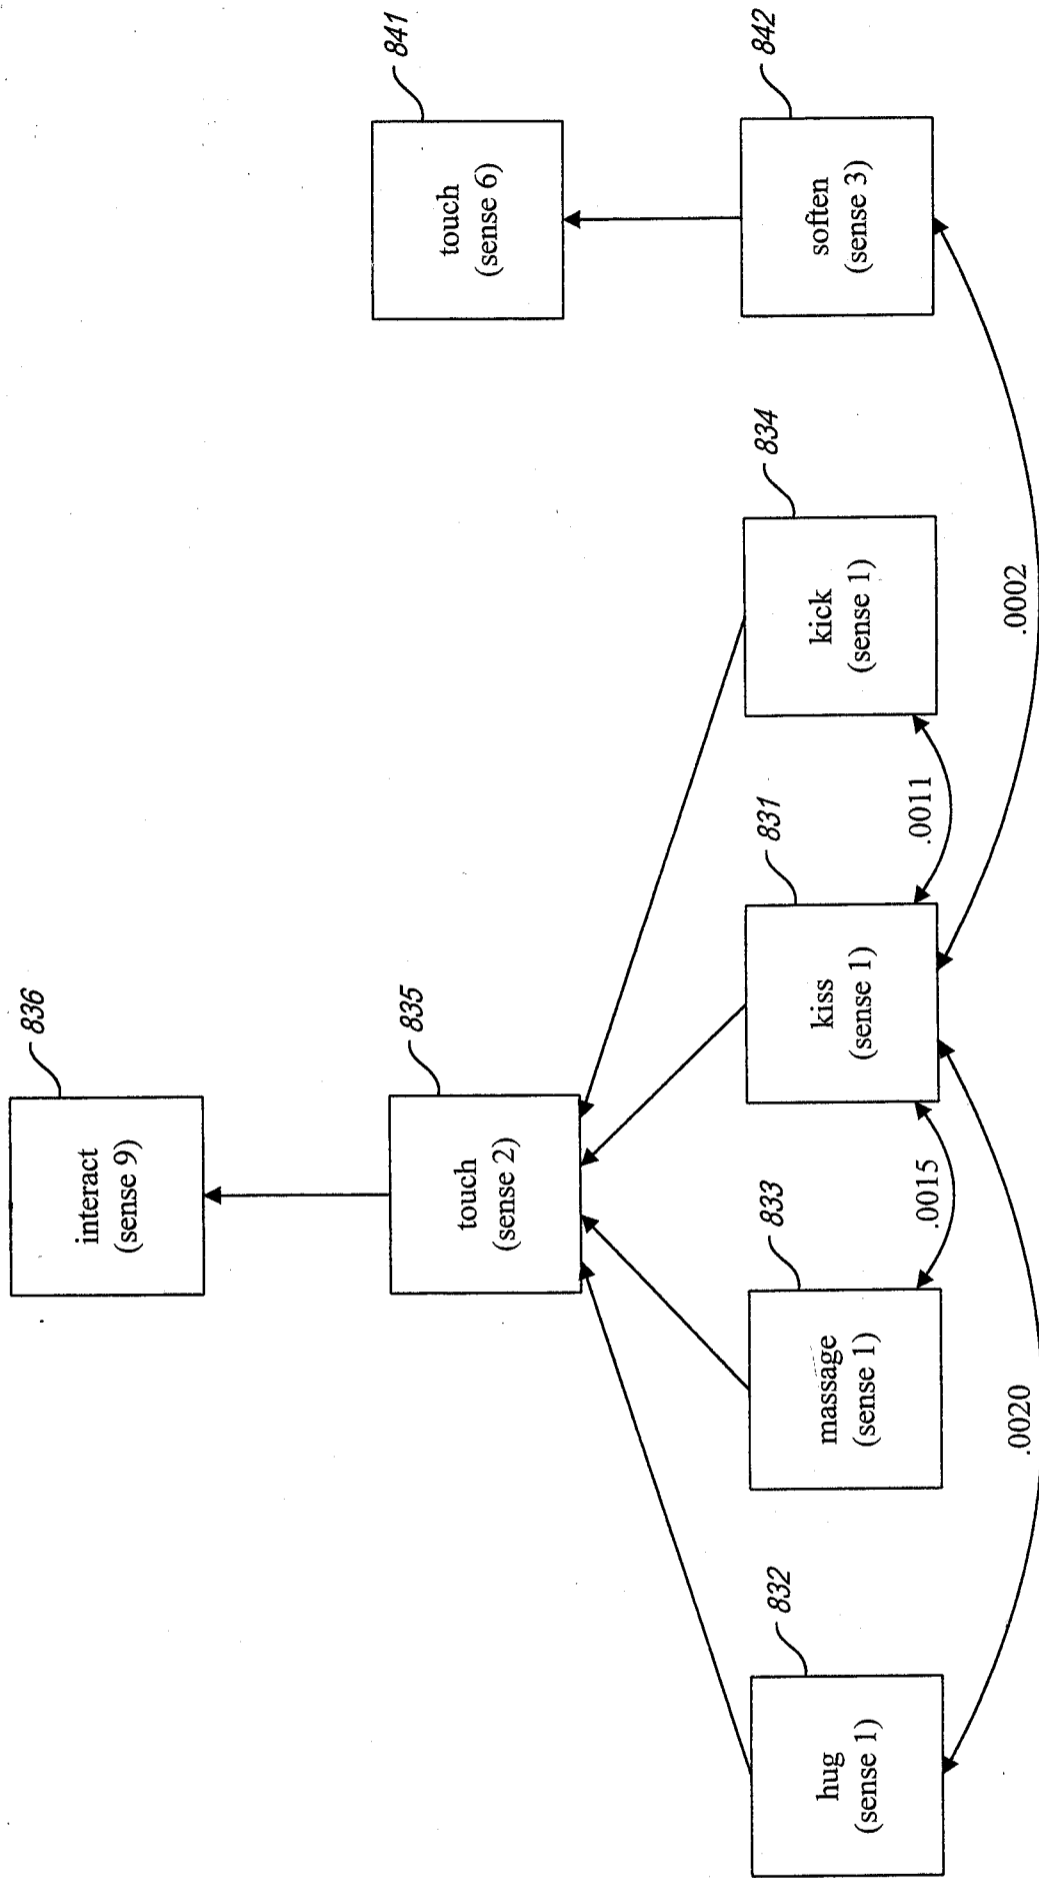 836
interact
(sense 9)
835
touch
(sense 2)
841
touch
(sense 6)
832
hug
(sense 1)
833
massage
(sense 1)
831
kiss
(sense 1)
834
kick
(sense 1)
842
soften
(sense 3)
.0015
.0011
.0020
.0002